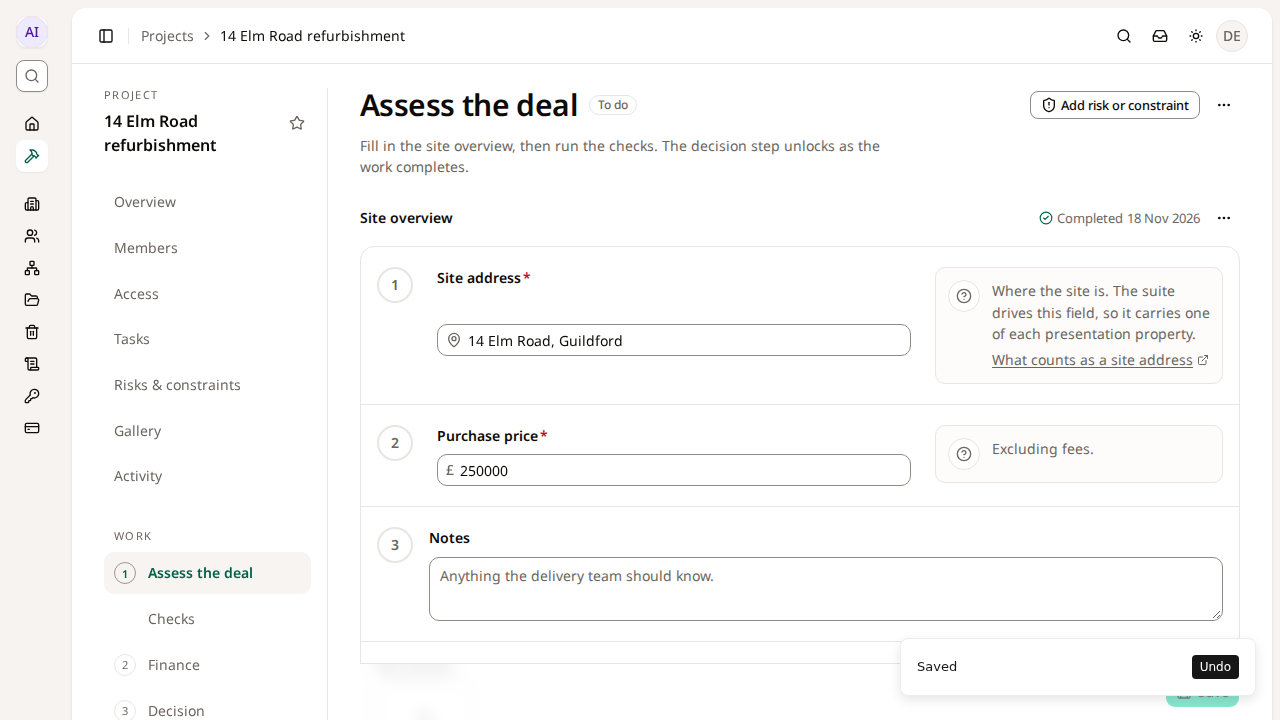 AI
Projects
14 Elm Road refurbishment
DE
PROJECT
14 Elm Road
refurbishment
Overview
Members
Access
Tasks
Risks & constraints
Gallery
Activity
WORK
1 Assess the deal
Checks
2 Finance
3 Decision
Assess the deal To do
Add risk or constraint
Fill in the site overview, then run the checks. The decision step unlocks as the
work completes.
Site overview
Completed 18 Nov 2026
1 Site address*
14 Elm Road, Guildford
Where the site is. The suite
drives this field, so it carries one
of each presentation property.
What counts as a site address
2 Purchase price*
£ 250000
Excluding fees.
3 Notes
Anything the delivery team should know.
Saved Undo